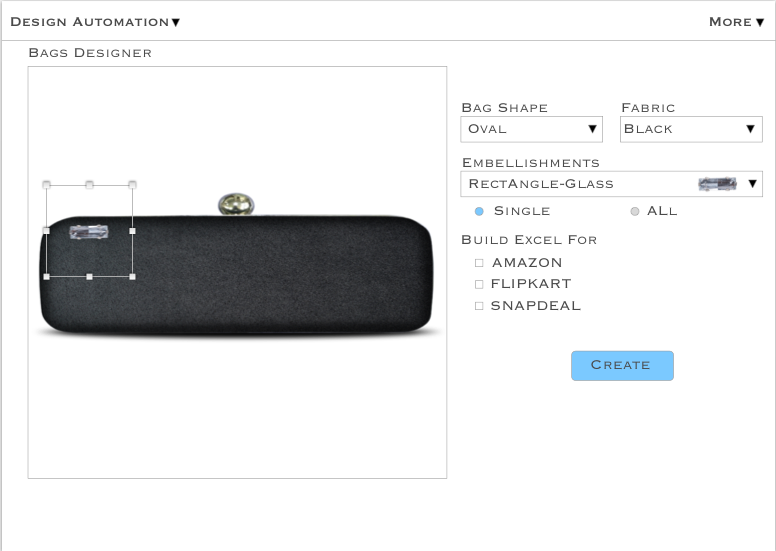 Design Automation▼
More ▼
Bags Designer
Bag Shape
Fabric
Oval ▼
Black ▼
Embellishments
RectAngle-Glass ▼
Single
ALL
Build Excel For
AMAZON
FLIPKART
SNAPDEAL
Create